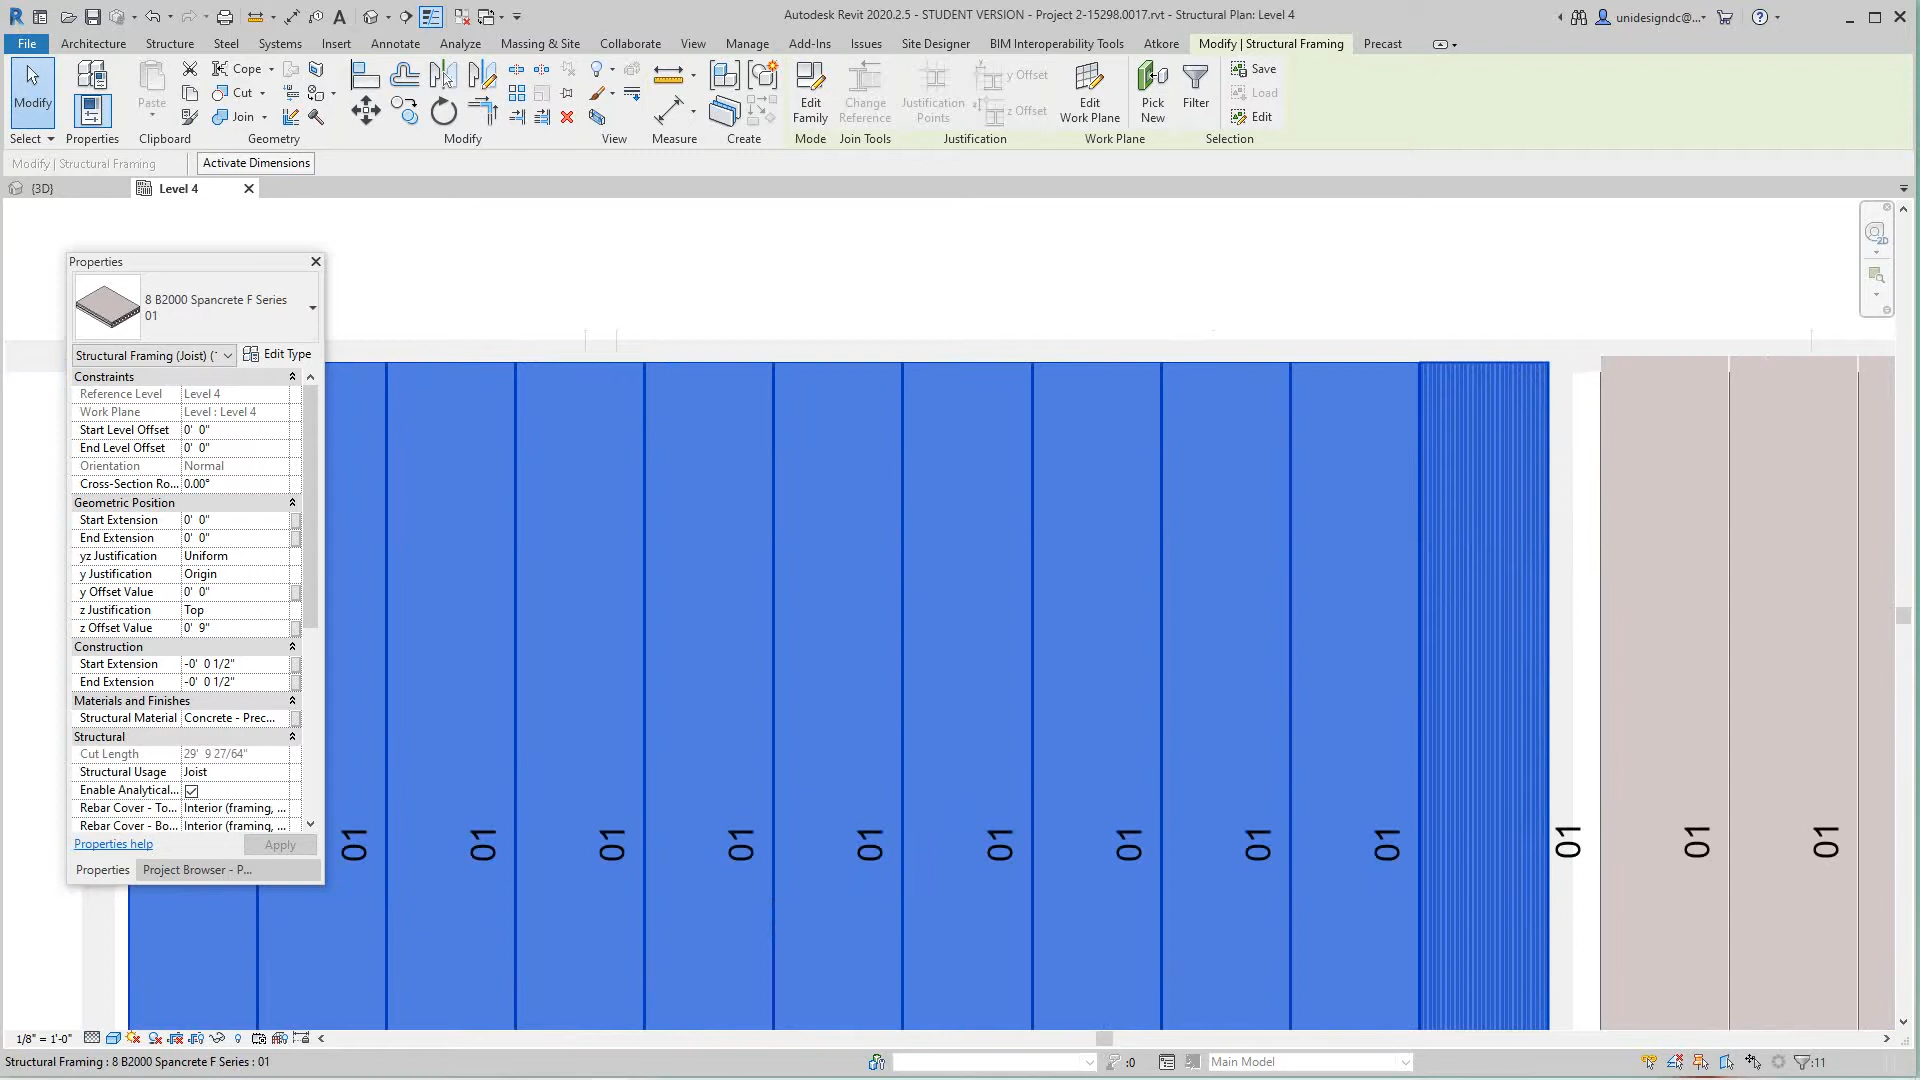 Autodesk Revit 2020.2.5 - STUDENT VERSION - Project 2-15298.0017.rvt - Structural Plan: Level 4
unidesigndc@...
File Architecture Structure Steel Systems Insert Annotate Analyze Massing & Site Collaborate View Manage Add-Ins Issues Site Designer BIM Interoperability Tools Atkore Modify | Structural Framing Precast
Modify Paste Cope Cut Join Edit Family Change Reference Justification Points y Offset z Offset Edit Work Plane Pick New Filter Save Load Edit
Select Properties Clipboard Geometry Modify View Measure Create Mode Join Tools Justification Work Plane Selection
Modify | Structural Framing Activate Dimensions
{3D} Level 4
2D
Properties
8 B2000 Spancrete F Series
01
Structural Framing (Joist) ( Edit Type
Constraints
Reference Level Level 4
Work Plane Level : Level 4
Start Level Offset 0' 0"
End Level Offset 0' 0"
Orientation Normal
Cross-Section Ro... 0.00°
Geometric Position
Start Extension 0' 0"
End Extension 0' 0"
yz Justification Uniform
y Justification Origin
y Offset Value 0' 0"
z Justification Top
z Offset Value 0' 9"
Construction
Start Extension -0' 0 1/2"
End Extension -0' 0 1/2"
Materials and Finishes
Structural Material Concrete - Prec...
Structural
Cut Length 29' 9 27/64"
Structural Usage Joist
Enable Analytical...
Rebar Cover - To... Interior (framing, ...
Rebar Cover - Bo... Interior (framing, ...
Properties help Apply
Properties Project Browser - P...
01 01 01 01 01 01 01 01 01 01 01 01
1/8" = 1'-0"
Structural Framing : 8 B2000 Spancrete F Series : 01 :0 Main Model :11